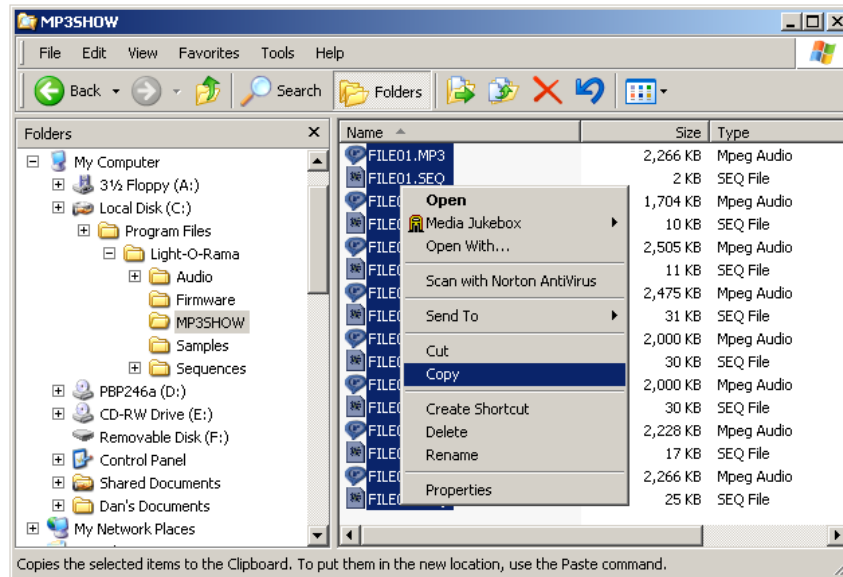 MP3SHOW
File Edit View Favorites Tools Help
Back Search Folders
Folders
My Computer
3½ Floppy (A:)
Local Disk (C:)
Program Files
Light-O-Rama
Audio
Firmware
MP3SHOW
Samples
Sequences
PBP246a (D:)
CD-RW Drive (E:)
Removable Disk (F:)
Control Panel
Shared Documents
Dan's Documents
My Network Places
Name Size Type
FILE01.MP3 2,266 KB Mpeg Audio
FILE01.SEQ 2 KB SEQ File
1,704 KB Mpeg Audio
10 KB SEQ File
2,505 KB Mpeg Audio
11 KB SEQ File
2,475 KB Mpeg Audio
31 KB SEQ File
2,000 KB Mpeg Audio
30 KB SEQ File
2,000 KB Mpeg Audio
30 KB SEQ File
2,228 KB Mpeg Audio
17 KB SEQ File
2,266 KB Mpeg Audio
25 KB SEQ File
Open
Media Jukebox
Open With...
Scan with Norton AntiVirus
Send To
Cut
Copy
Create Shortcut
Delete
Rename
Properties
Copies the selected items to the Clipboard. To put them in the new location, use the Paste command.